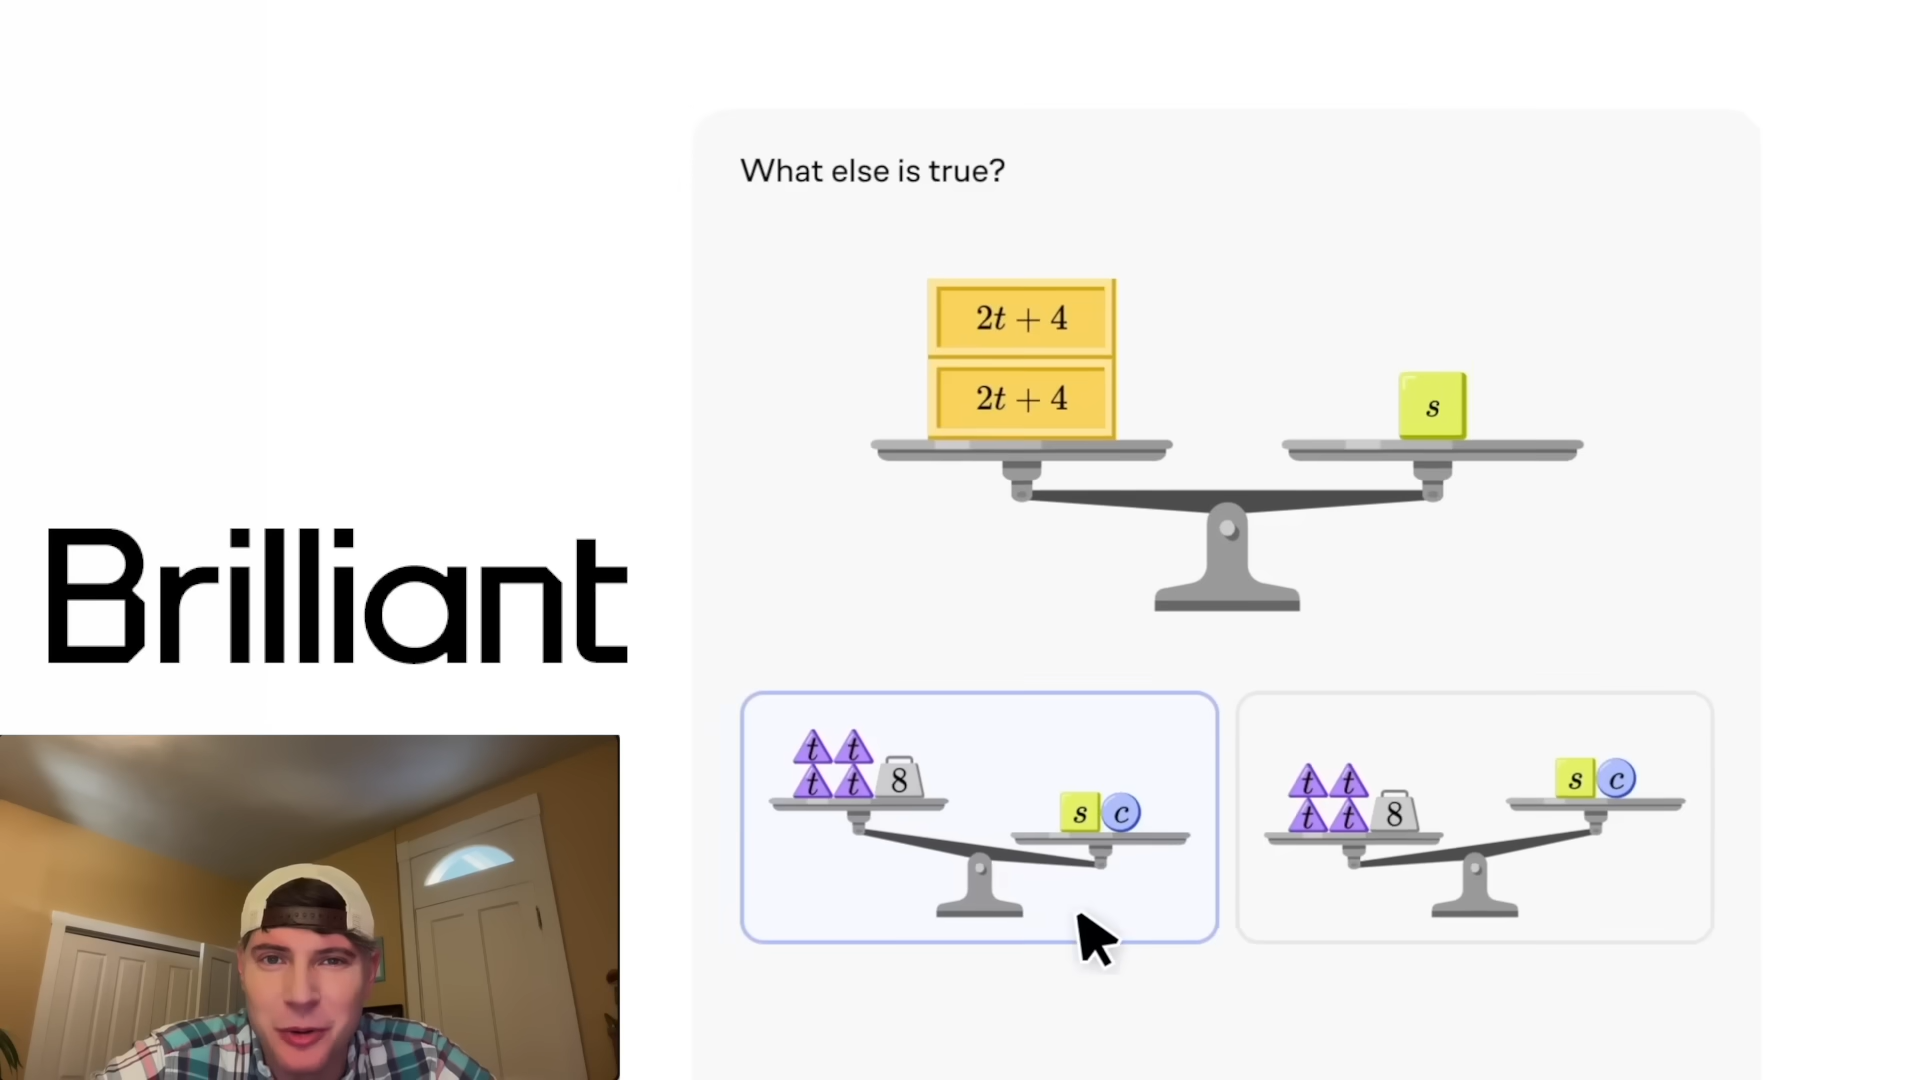 What else is true?
2t + 4
2t + 4
s
Brilliant
t t
t t 8
s c
t t
t t 8
s c